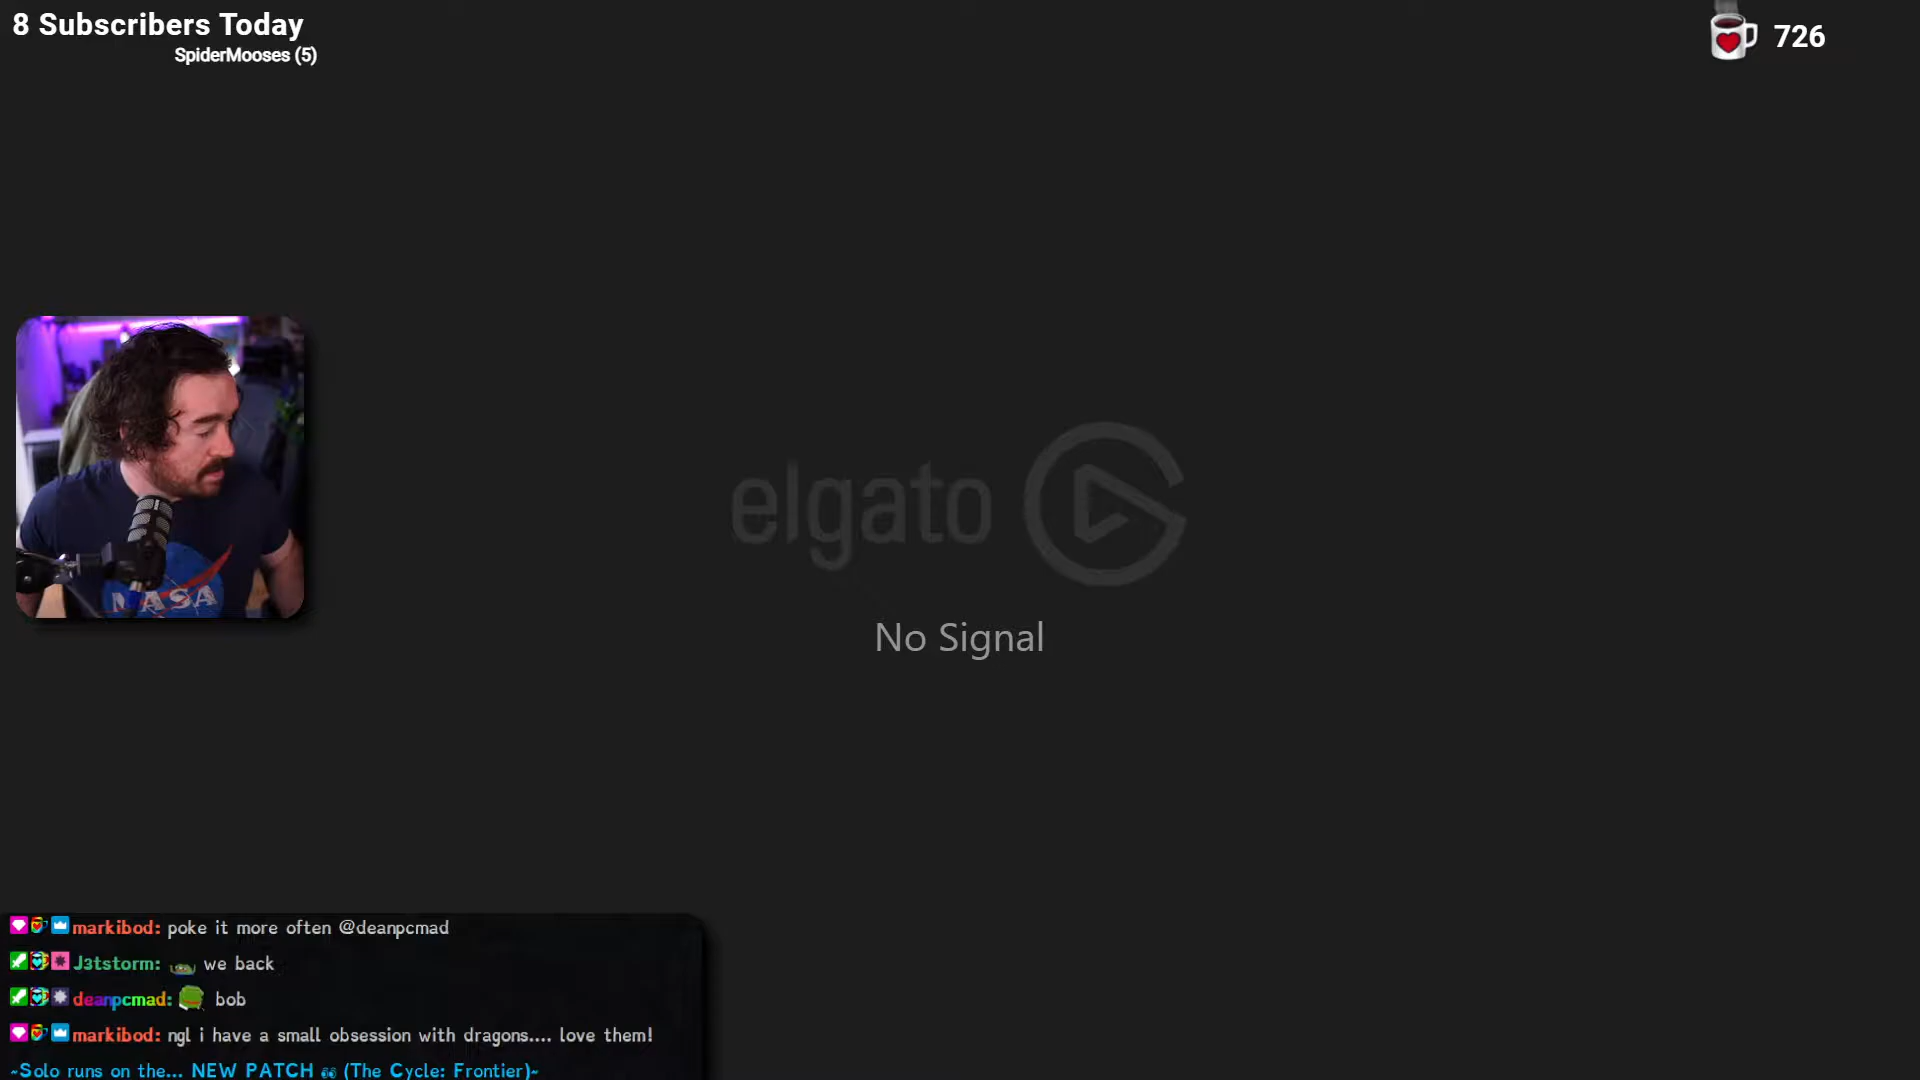 8 Subscribers Today
SpiderMooses (5)
726
elgato
No Signal
NASA
markibod: poke it more often @deanpcmad
J3tstorm: we back
deanpcmad: bob
markibod: ngl i have a small obsession with dragons.... love them!
~Solo runs on the... NEW PATCH 👀 (The Cycle: Frontier)~